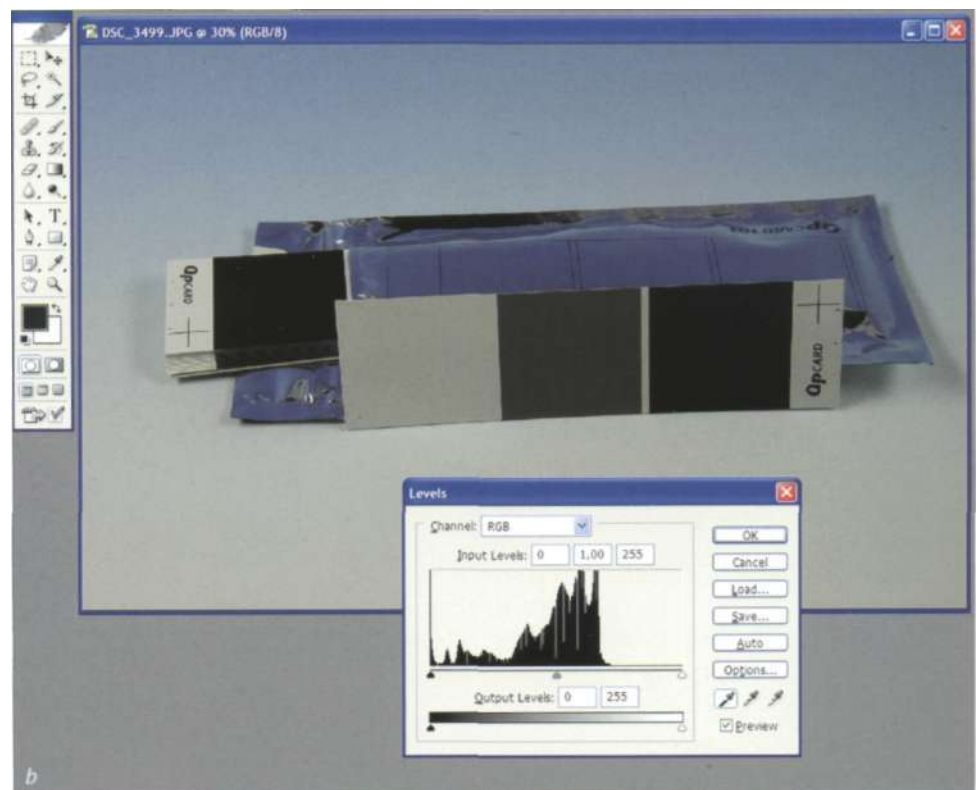 DSC_3499.JPG @ 30% (RGB/8)
T
QPCARD 101
QPCARD
QPCARD
Levels
Channel: RGB
Input Levels: 0 1,00 255
OK
Cancel
Load...
Save...
Auto
Options...
Output Levels: 0 255
Preview
b